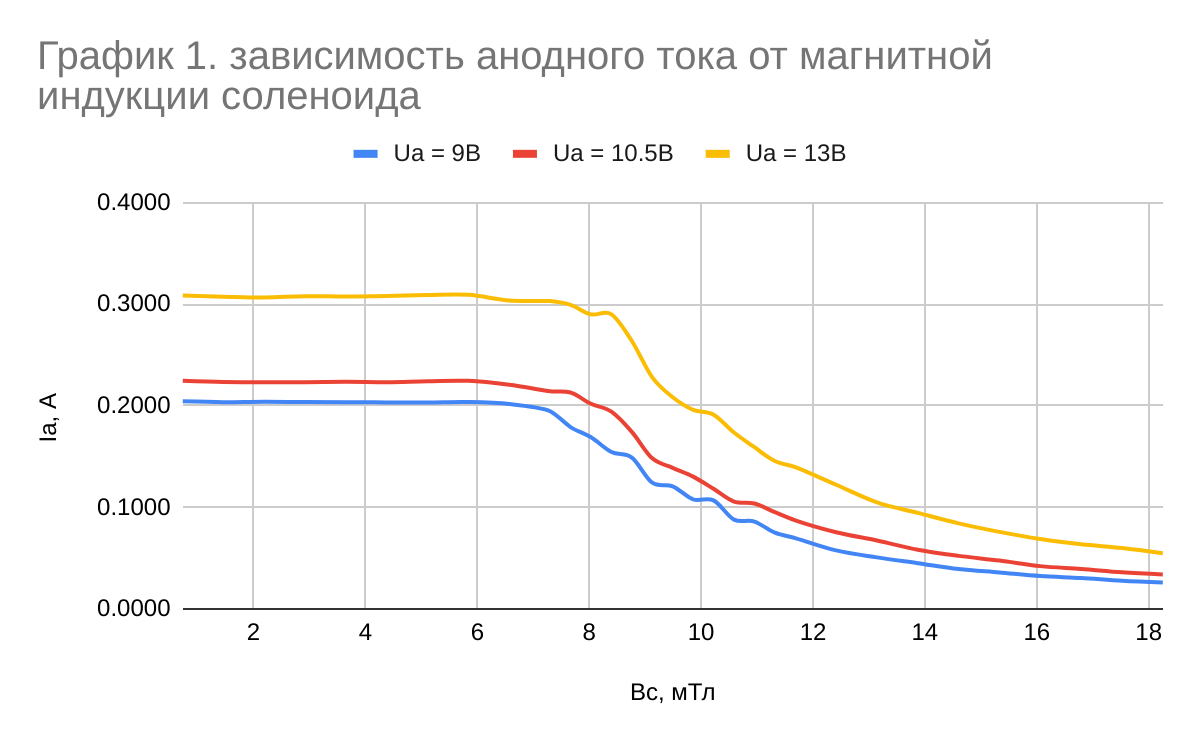 График 1. зависимость анодного тока от магнитной
индукции соленоида
Ua = 9В Ua = 10.5В Ua = 13В
0.4000
0.3000
0.2000
0.1000
0.0000
Ia, А
2 4 6 8 10 12 14 16 18
Вс, мТл